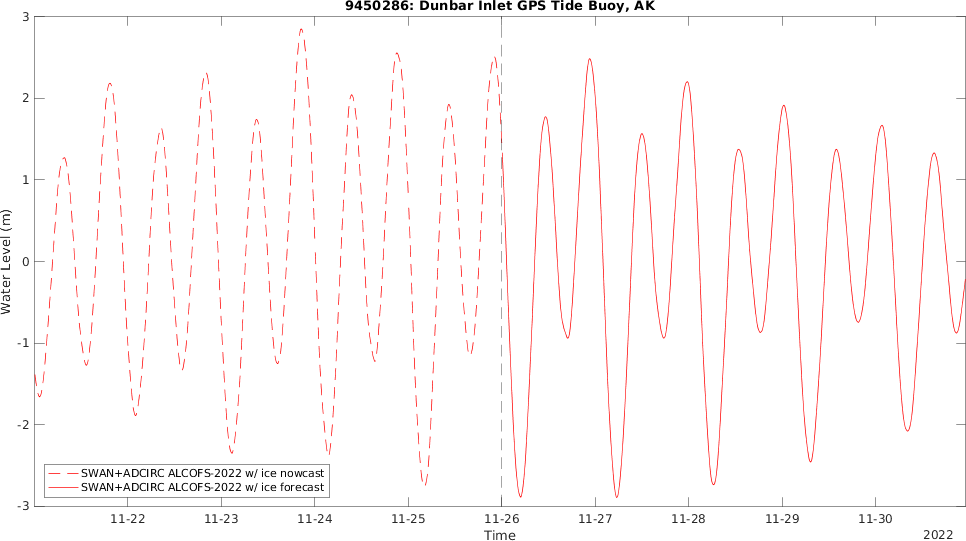 9450286: Dunbar Inlet GPS Tide Buoy, AK
Water Level (m)
3
2
1
0
-1
-2
-3
SWAN+ADCIRC ALCOFS-2022 w/ ice nowcast
SWAN+ADCIRC ALCOFS-2022 w/ ice forecast
11-22 11-23 11-24 11-25 11-26 11-27 11-28 11-29 11-30
Time
2022